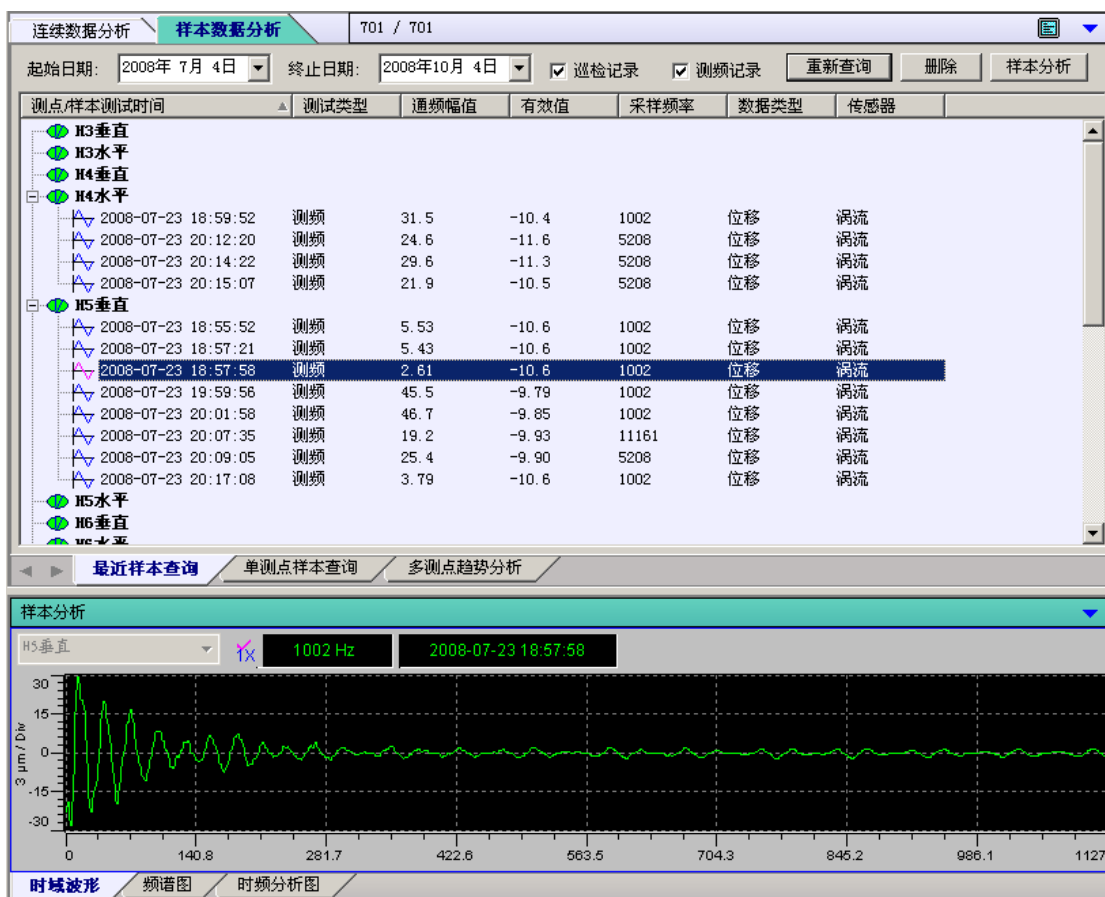 连续数据分析 样本数据分析 701 / 701
起始日期: 2008年 7月 4日 终止日期: 2008年10月 4日 巡检记录 测频记录 重新查询 删除 样本分析
测点/样本测试时间 测试类型 通频幅值 有效值 采样频率 数据类型 传感器
H3垂直
H3水平
H4垂直
H4水平
2008-07-23 18:59:52 测频 31.5 -10.4 1002 位移 涡流
2008-07-23 20:12:20 测频 24.6 -11.6 5208 位移 涡流
2008-07-23 20:14:22 测频 29.6 -11.3 5208 位移 涡流
2008-07-23 20:15:07 测频 21.9 -10.5 5208 位移 涡流
H5垂直
2008-07-23 18:55:52 测频 5.53 -10.6 1002 位移 涡流
2008-07-23 18:57:21 测频 5.43 -10.6 1002 位移 涡流
2008-07-23 18:57:58 测频 2.61 -10.6 1002 位移 涡流
2008-07-23 19:59:56 测频 45.5 -9.79 1002 位移 涡流
2008-07-23 20:01:58 测频 46.7 -9.85 1002 位移 涡流
2008-07-23 20:07:35 测频 19.2 -9.93 11161 位移 涡流
2008-07-23 20:09:05 测频 25.4 -9.90 5208 位移 涡流
2008-07-23 20:17:08 测频 3.79 -10.6 1002 位移 涡流
H5水平
H6垂直
H6水平
最近样本查询 单测点样本查询 多测点趋势分析
样本分析
H5垂直 1X 1002 Hz 2008-07-23 18:57:58
30
15
0
-15
-30
3 μm / Div
0 140.8 281.7 422.6 563.5 704.3 845.2 986.1 1127
时域波形 频谱图 时频分析图